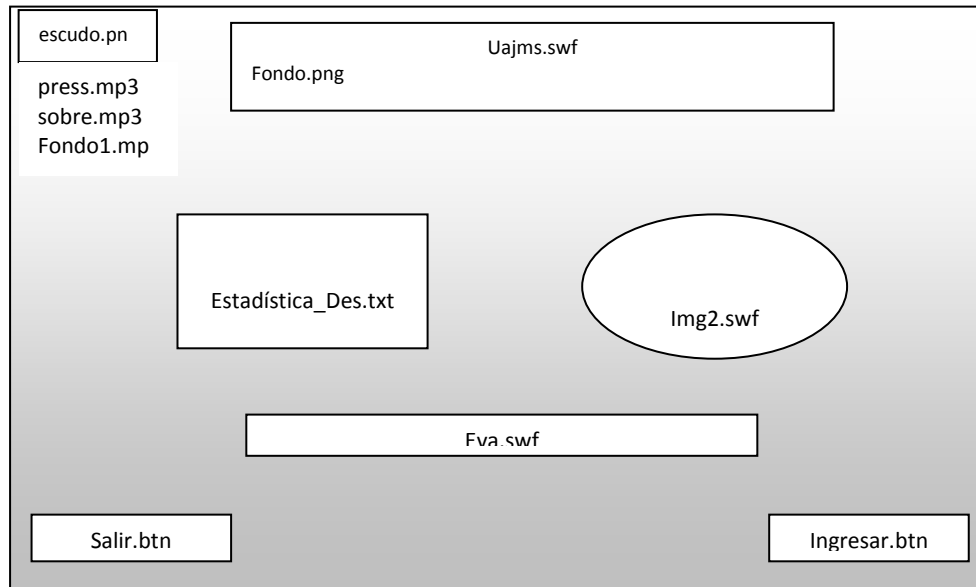 escudo.pn
Uajms.swf
Fondo.png
press.mp3
sobre.mp3
Fondo1.mp
Estadística_Des.txt
Img2.swf
Eva.swf
Salir.btn
Ingresar.btn